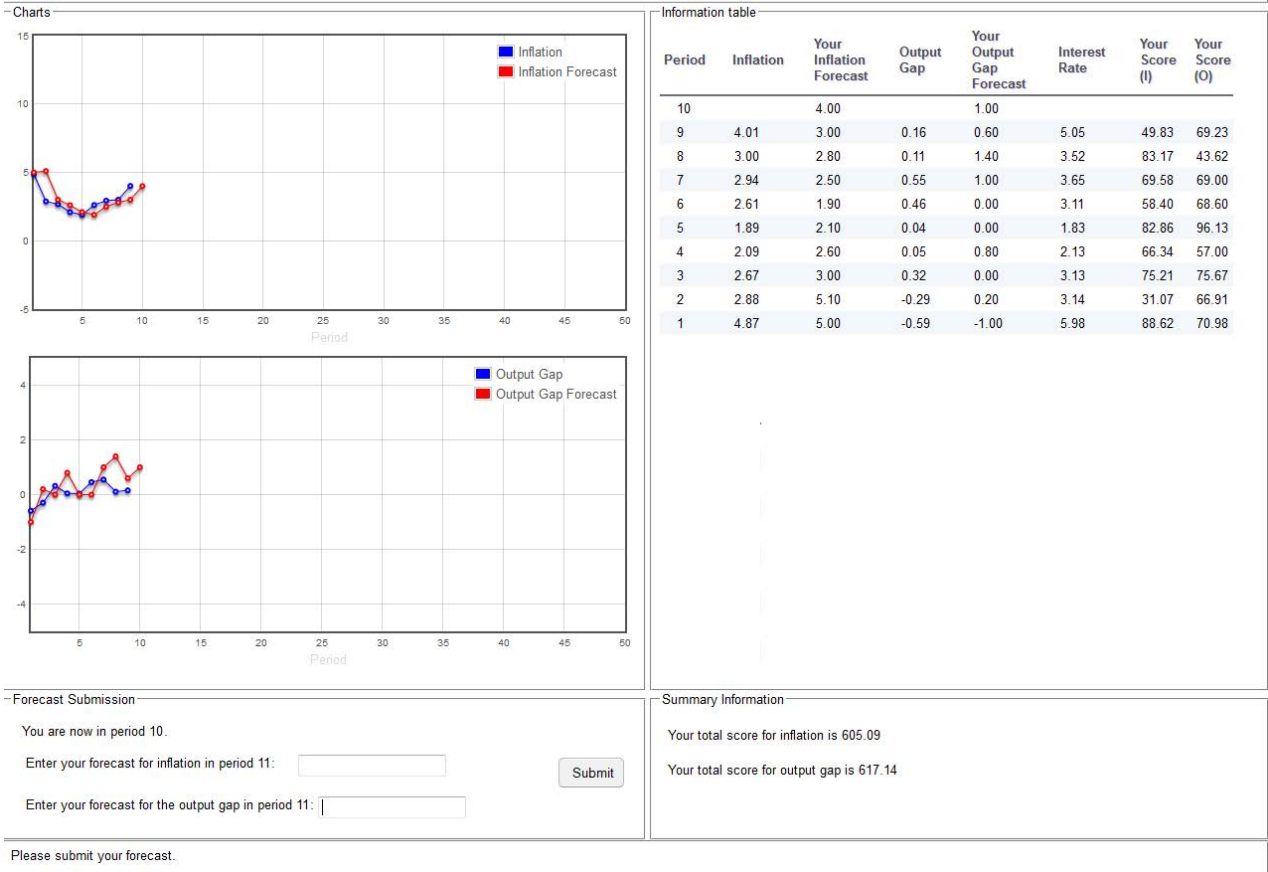 Charts
15
10
5
0
-5
5 10 15 20 25 30 35 40 45 50
Period
Inflation
Inflation Forecast
4
2
0
-2
-4
5 10 15 20 25 30 35 40 45 50
Period
Output Gap
Output Gap Forecast
Information table
Period Inflation Your Inflation Forecast Output Gap Your Output Gap Forecast Interest Rate Your Score (I) Your Score (O)
10 4.00 1.00
9 4.01 3.00 0.16 0.60 5.05 49.83 69.23
8 3.00 2.80 0.11 1.40 3.52 83.17 43.62
7 2.94 2.50 0.55 1.00 3.65 69.58 69.00
6 2.61 1.90 0.46 0.00 3.11 58.40 68.60
5 1.89 2.10 0.04 0.00 1.83 82.86 96.13
4 2.09 2.60 0.05 0.80 2.13 66.34 57.00
3 2.67 3.00 0.32 0.00 3.13 75.21 75.67
2 2.88 5.10 -0.29 0.20 3.14 31.07 66.91
1 4.87 5.00 -0.59 -1.00 5.98 88.62 70.98
Forecast Submission
You are now in period 10.
Enter your forecast for inflation in period 11:
Submit
Enter your forecast for the output gap in period 11:
Summary Information
Your total score for inflation is 605.09
Your total score for output gap is 617.14
Please submit your forecast.